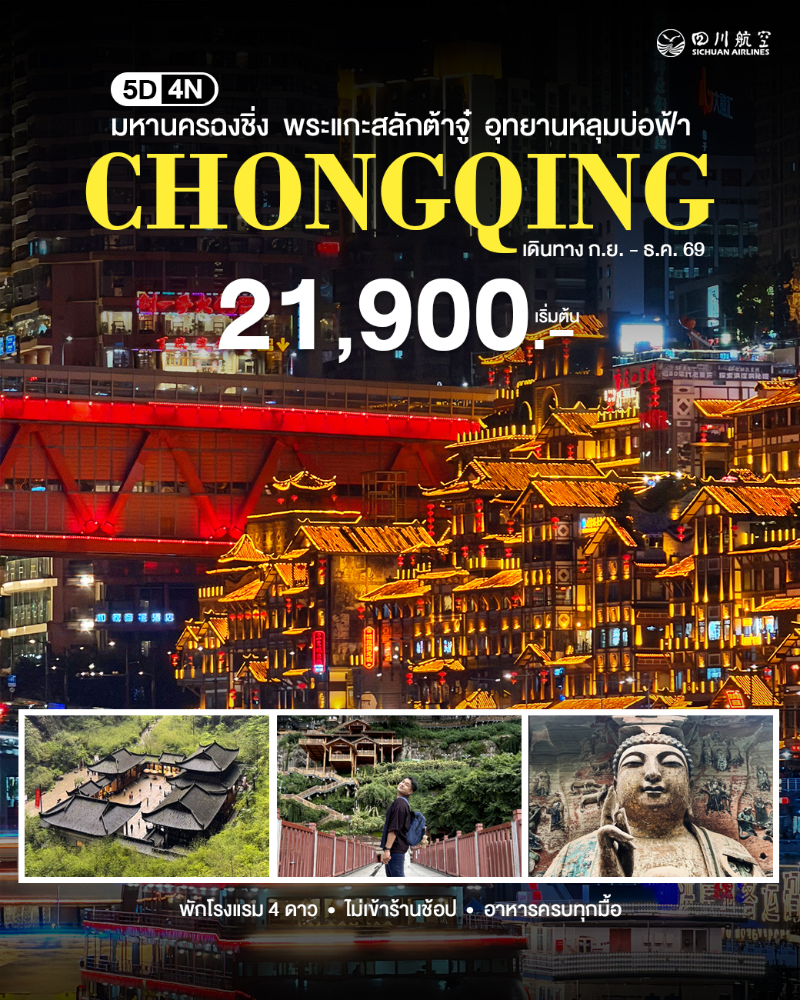 四川航空
SICHUAN AIRLINES
5D 4N
มหานครฉงชิ่ง พระแกะสลักต้าจู๋ อุทยานหลุมบ่อฟ้า
CHONGQING
เดินทาง ก.ย. - ธ.ค. 69
21,900.-
เริ่มต้น
พักโรงแรม 4 ดาว • ไม่เข้าร้านช้อป • อาหารครบทุกมื้อ